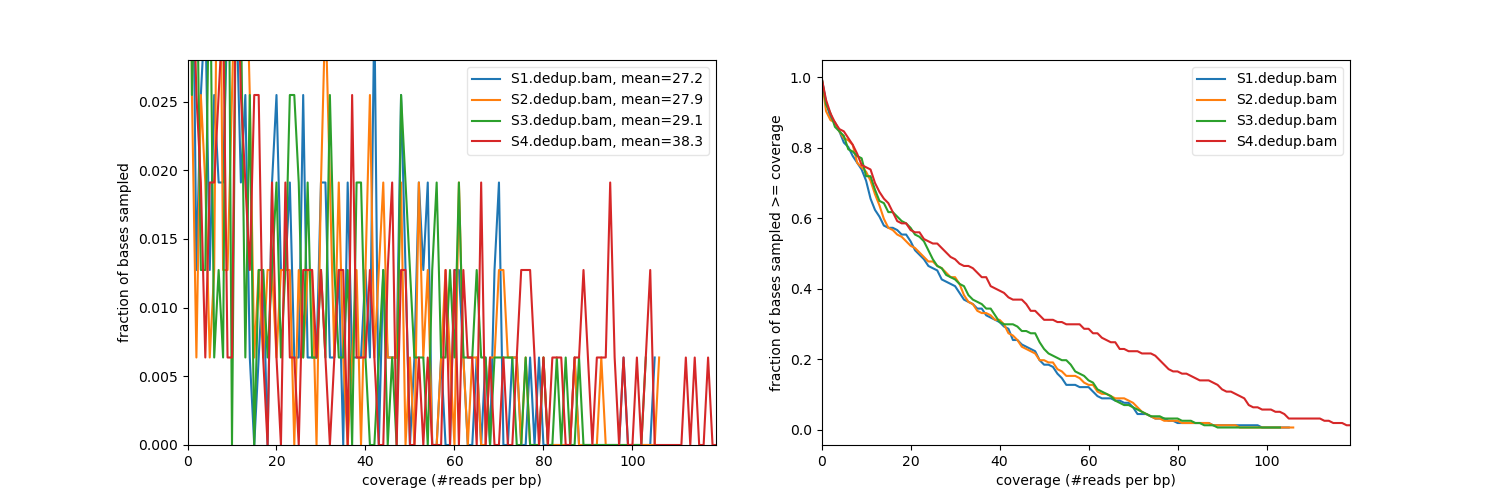 fraction of bases sampled
0.025
0.020
0.015
0.010
0.005
0.000
S1.dedup.bam, mean=27.2
S2.dedup.bam, mean=27.9
S3.dedup.bam, mean=29.1
S4.dedup.bam, mean=38.3
0 20 40 60 80 100
coverage (#reads per bp)
fraction of bases sampled >= coverage
1.0
0.8
0.6
0.4
0.2
0.0
S1.dedup.bam
S2.dedup.bam
S3.dedup.bam
S4.dedup.bam
0 20 40 60 80 100
coverage (#reads per bp)